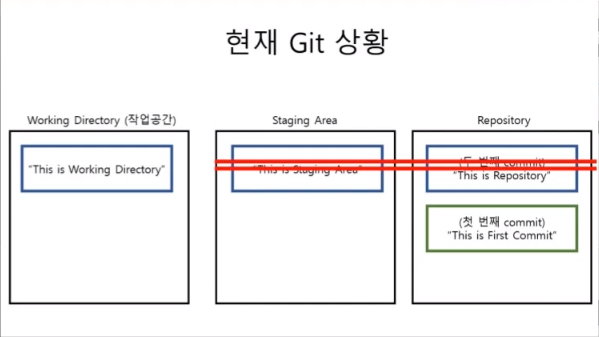 현재 Git 상황
Working Directory (작업공간)
Staging Area
Repository
"This is Working Directory"
"This is Staging Area"
(두 번째 commit)
"This is Repository"
(첫 번째 commit)
"This is First Commit"